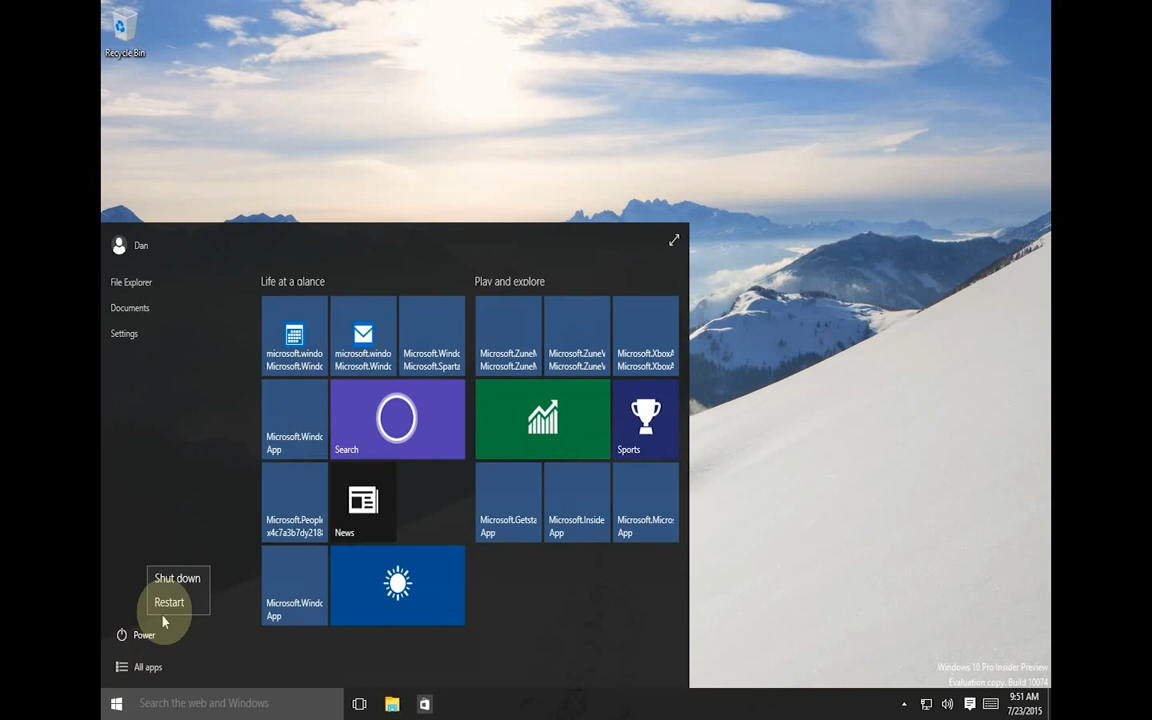 Recycle Bin
Dan
File Explorer
Documents
Settings
Life at a glance
microsoft.windo
Microsoft.Windc
microsoft.windo
Microsoft.Windc
Microsoft.Windc
Microsoft.Sparta
Microsoft.Windc
App
Search
Microsoft.People
x4c7a3b7dy218
News
Microsoft.Windc
App
Play and explore
Microsoft.ZuneM
Microsoft.ZuneM
Microsoft.ZuneV
Microsoft.ZuneV
Microsoft.XboxA
Microsoft.XboxA
Sports
Microsoft.Getsta
App
Microsoft.Inside
App
Microsoft.Micros
App
Shut down
Restart
Power
All apps
Search the web and Windows
Windows 10 Pro Insider Preview
Evaluation copy. Build 10074
9:51 AM
7/23/2015